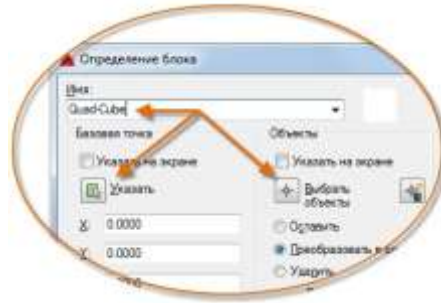 Определение блока
Имя:
Quad-Cube
Базовая точка
Объекты
Указать на экране
Указать на экране
Указать
Выбрать объекты
X: 0.0000
Y: 0.0000
Оставить
Преобразовать в
Удалить